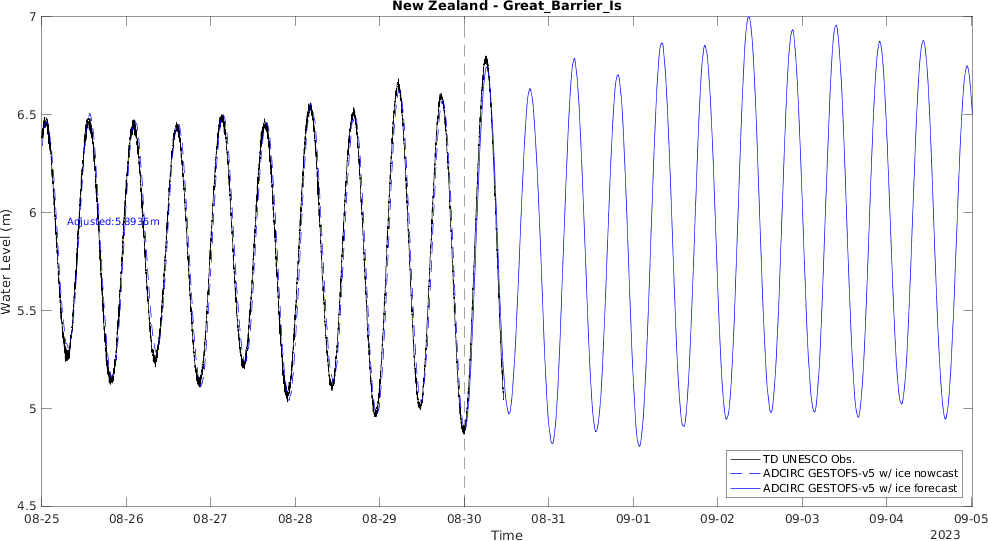 New Zealand - Great_Barrier_Is
7
6.5
6
5.5
5
4.5
Water Level (m)
Adjusted:5.8935m
TD UNESCO Obs.
ADCIRC GESTOFS-v5 w/ ice nowcast
ADCIRC GESTOFS-v5 w/ ice forecast
08-25 08-26 08-27 08-28 08-29 08-30 08-31 09-01 09-02 09-03 09-04 09-05
Time
2023